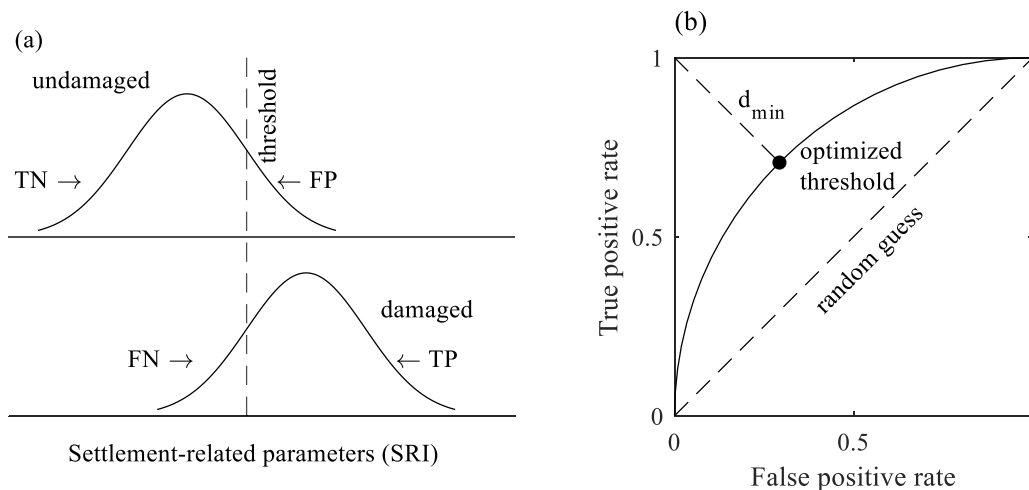 (a)
undamaged
threshold
TN →
← FP
damaged
FN →
← TP
Settlement-related parameters (SRI)
(b)
1
d_min
optimized
threshold
0.5
True positive rate
random guess
0
0
0.5
False positive rate